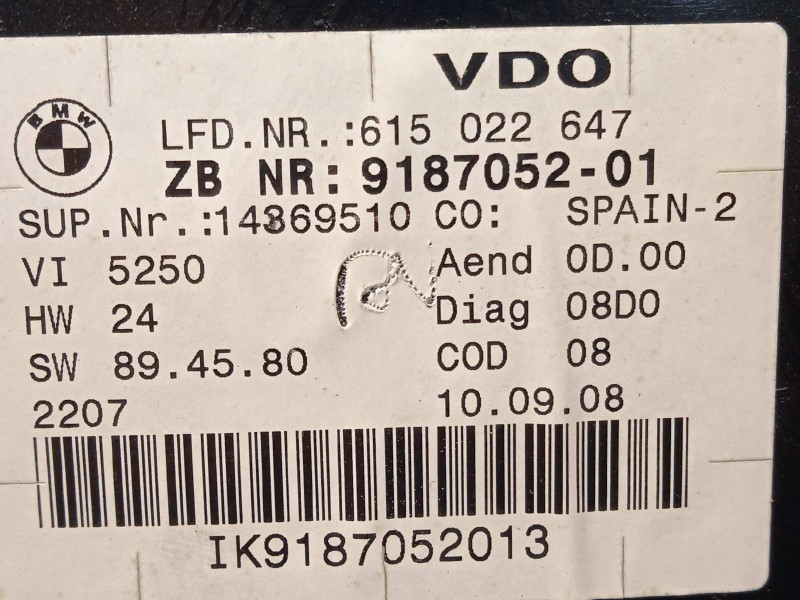 VDO
BMW
LFD.NR.:615 022 647
ZB NR:9187052-01
SUP.Nr.:14369510 CO: SPAIN-2
VI 5250 Aend 0D.00
HW 24 Diag 08D0
SW 89.45.80 COD 08
2207 10.09.08
IK9187052013